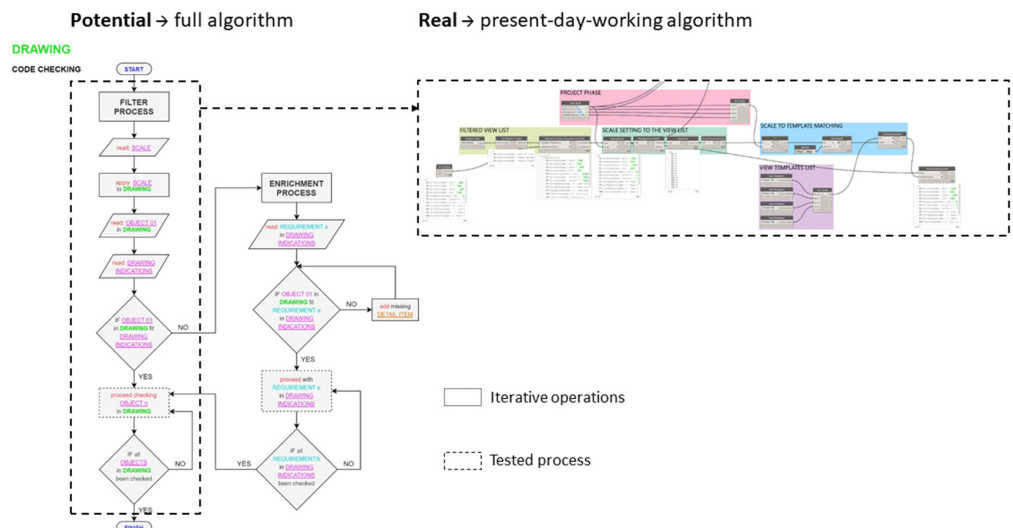 Potential → full algorithm
Real → present-day-working algorithm
DRAWING
CODE CHECKING
START
FILTER
PROCESS
read: SCALE
apply: SCALE
to DRAWING
read: OBJECT 01
in DRAWING
read: DRAWING
INDICATIONS
IF OBJECT 01
in DRAWING fit
DRAWING
INDICATIONS
NO
YES
proceed checking
OBJECT n
in DRAWING
IF all
OBJECTS
in DRAWING
been checked
NO
YES
FINISH
ENRICHMENT
PROCESS
read: REQUIREMENT a
in DRAWING
INDICATIONS
IF OBJECT 01 in
DRAWING fit
REQUIREMENT a
in DRAWING
INDICATIONS
NO
add missing
DETAIL ITEM
YES
proceed with
REQUIREMENT x
in DRAWING
INDICATIONS
IF all
REQUIREMENTS
in DRAWING
INDICATIONS
been checked
YES
NO
PROJECT PHASE
FILTERED VIEW LIST
SCALE SETTING TO THE VIEW LIST
SCALE TO TEMPLATE MATCHING
VIEW TEMPLATES LIST
Iterative operations
Tested process